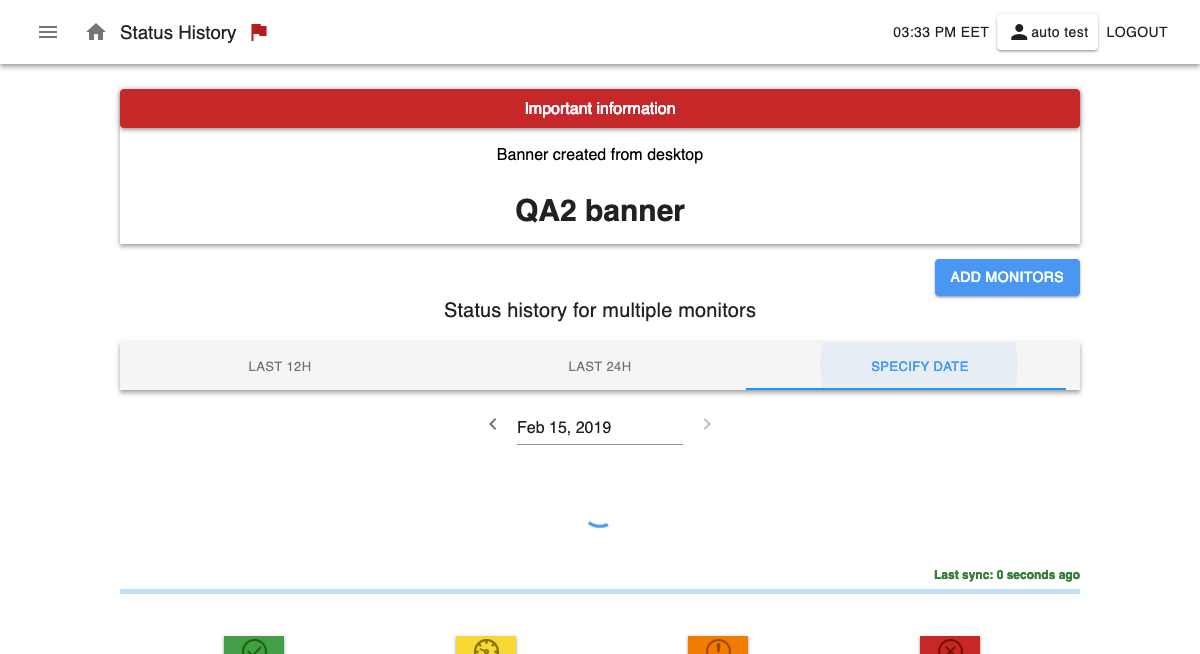 Status History
03:33 PM EET
auto test
LOGOUT
Important information
Banner created from desktop
QA2 banner
ADD MONITORS
Status history for multiple monitors
LAST 12H
LAST 24H
SPECIFY DATE
Feb 15, 2019
Last sync: 0 seconds ago